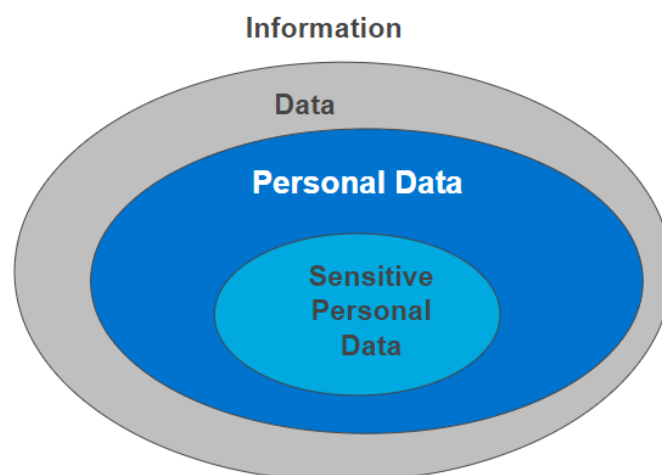 Information
Data
Personal Data
Sensitive
Personal
Data